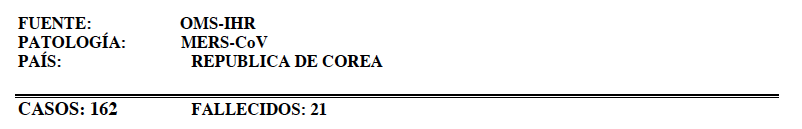 FUENTE: OMS-IHR
PATOLOGÍA: MERS-CoV
PAÍS: REPUBLICA DE COREA
CASOS: 162 FALLECIDOS: 21